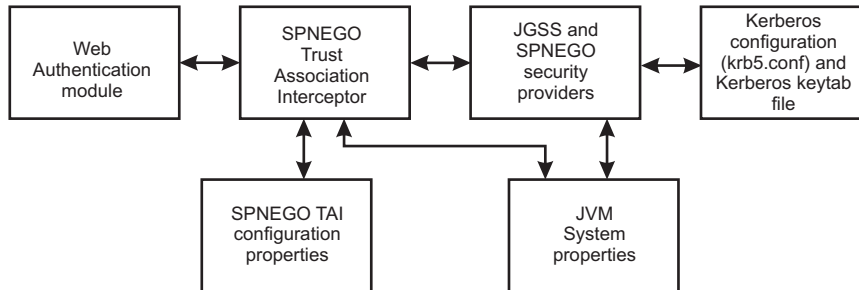 Web
Authentication
module
SPNEGO
Trust
Association
Interceptor
JGSS and
SPNEGO
security
providers
Kerberos
configuration
(krb5.conf) and
Kerberos keytab
file
SPNEGO TAI
configuration
properties
JVM
System
properties